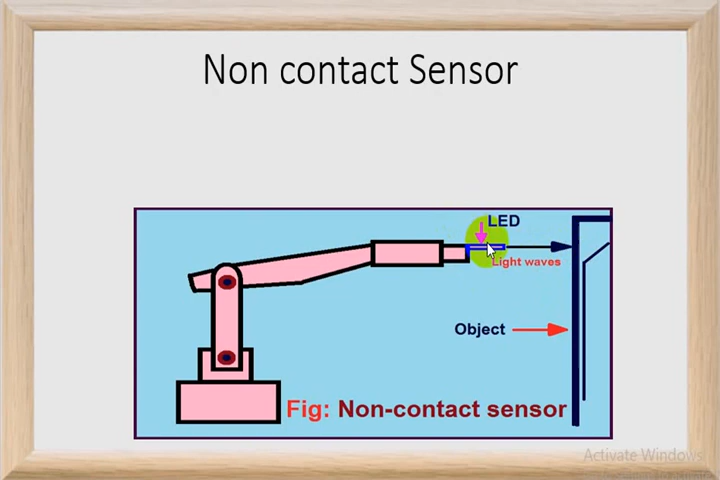 Non contact Sensor
LED
Light waves
Object
Fig: Non-contact sensor
Activate Windows